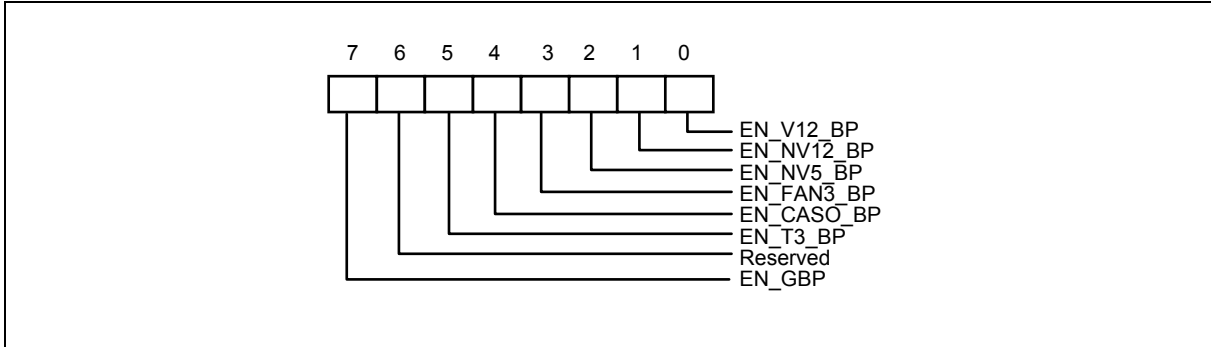 7 6 5 4 3 2 1 0
EN_V12_BP
EN_NV12_BP
EN_NV5_BP
EN_FAN3_BP
EN_CASO_BP
EN_T3_BP
Reserved
EN_GBP